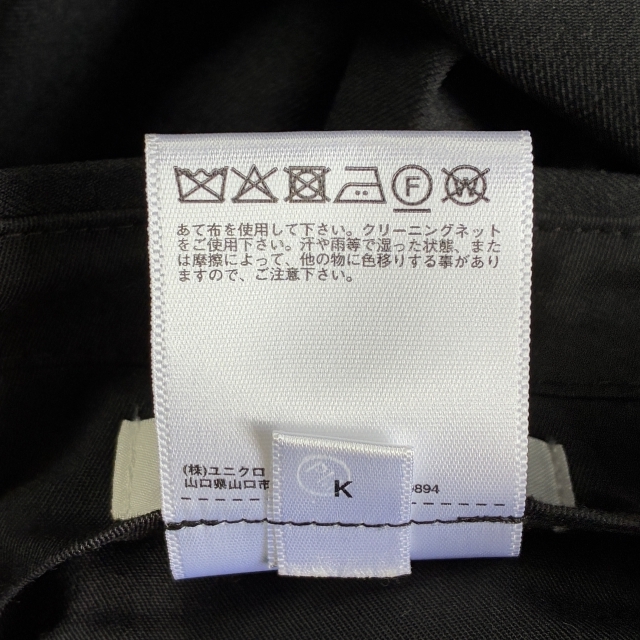 F
W
あて布を使用して下さい。クリーニングネット
をご使用下さい。汗や雨等で湿った状態、また
は摩擦によって、他の物に色移りする事があり
ますので、ご注意下さい。
(株)ユニクロ
山口県山口市 0894
K